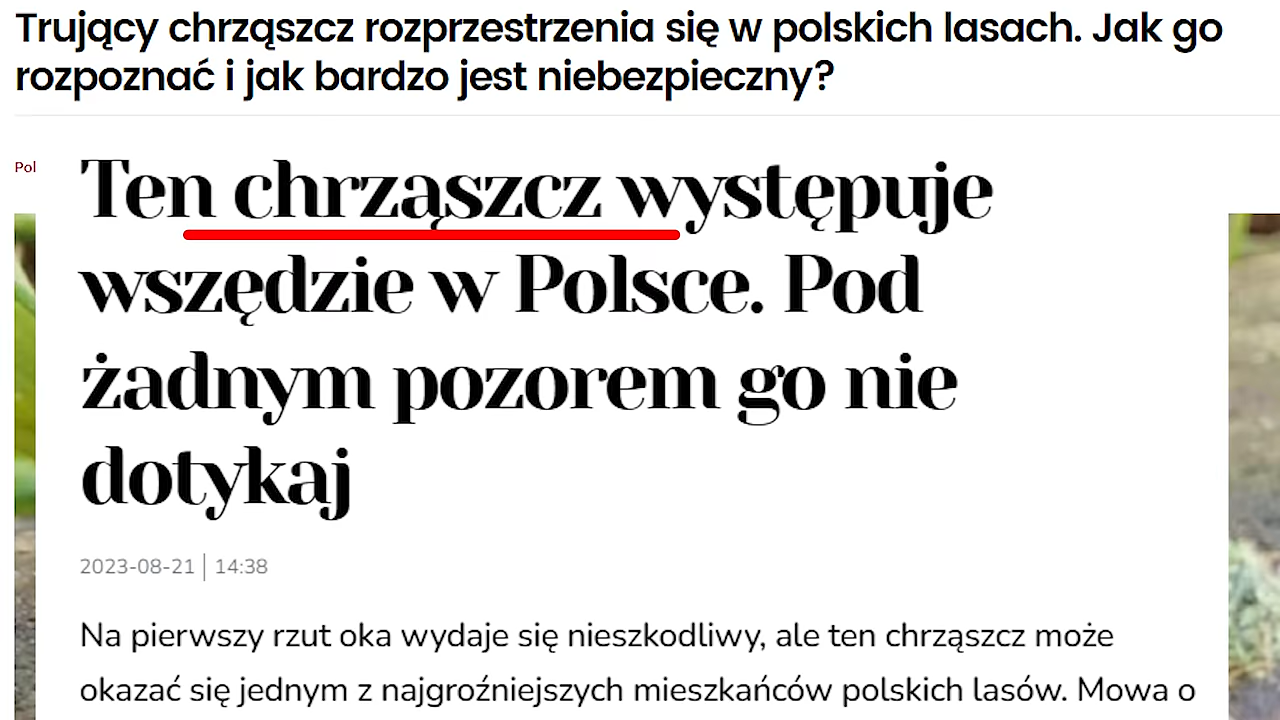 Trujący chrząszcz rozprzestrzenia się w polskich lasach. Jak go
rozpoznać i jak bardzo jest niebezpieczny?
Pol
Ten chrząszcz występuje
wszędzie w Polsce. Pod
żadnym pozorem go nie
dotykaj
2023-08-21 | 14:38
Na pierwszy rzut oka wydaje się nieszkodliwy, ale ten chrząszcz może
okazać się jednym z najgroźniejszych mieszkańców polskich lasów. Mowa o